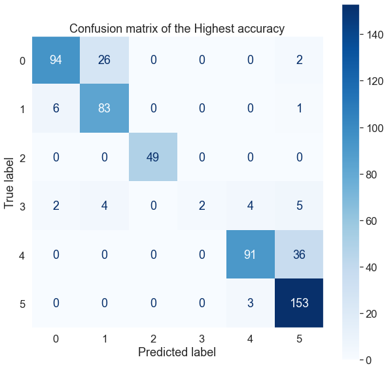 Confusion matrix of the Highest accuracy
True label
0 94 26 0 0 0 2
1 6 83 0 0 0 1
2 0 0 49 0 0 0
3 2 4 0 2 4 5
4 0 0 0 0 91 36
5 0 0 0 0 3 153
0 1 2 3 4 5
Predicted label
140
120
100
80
60
40
20
0